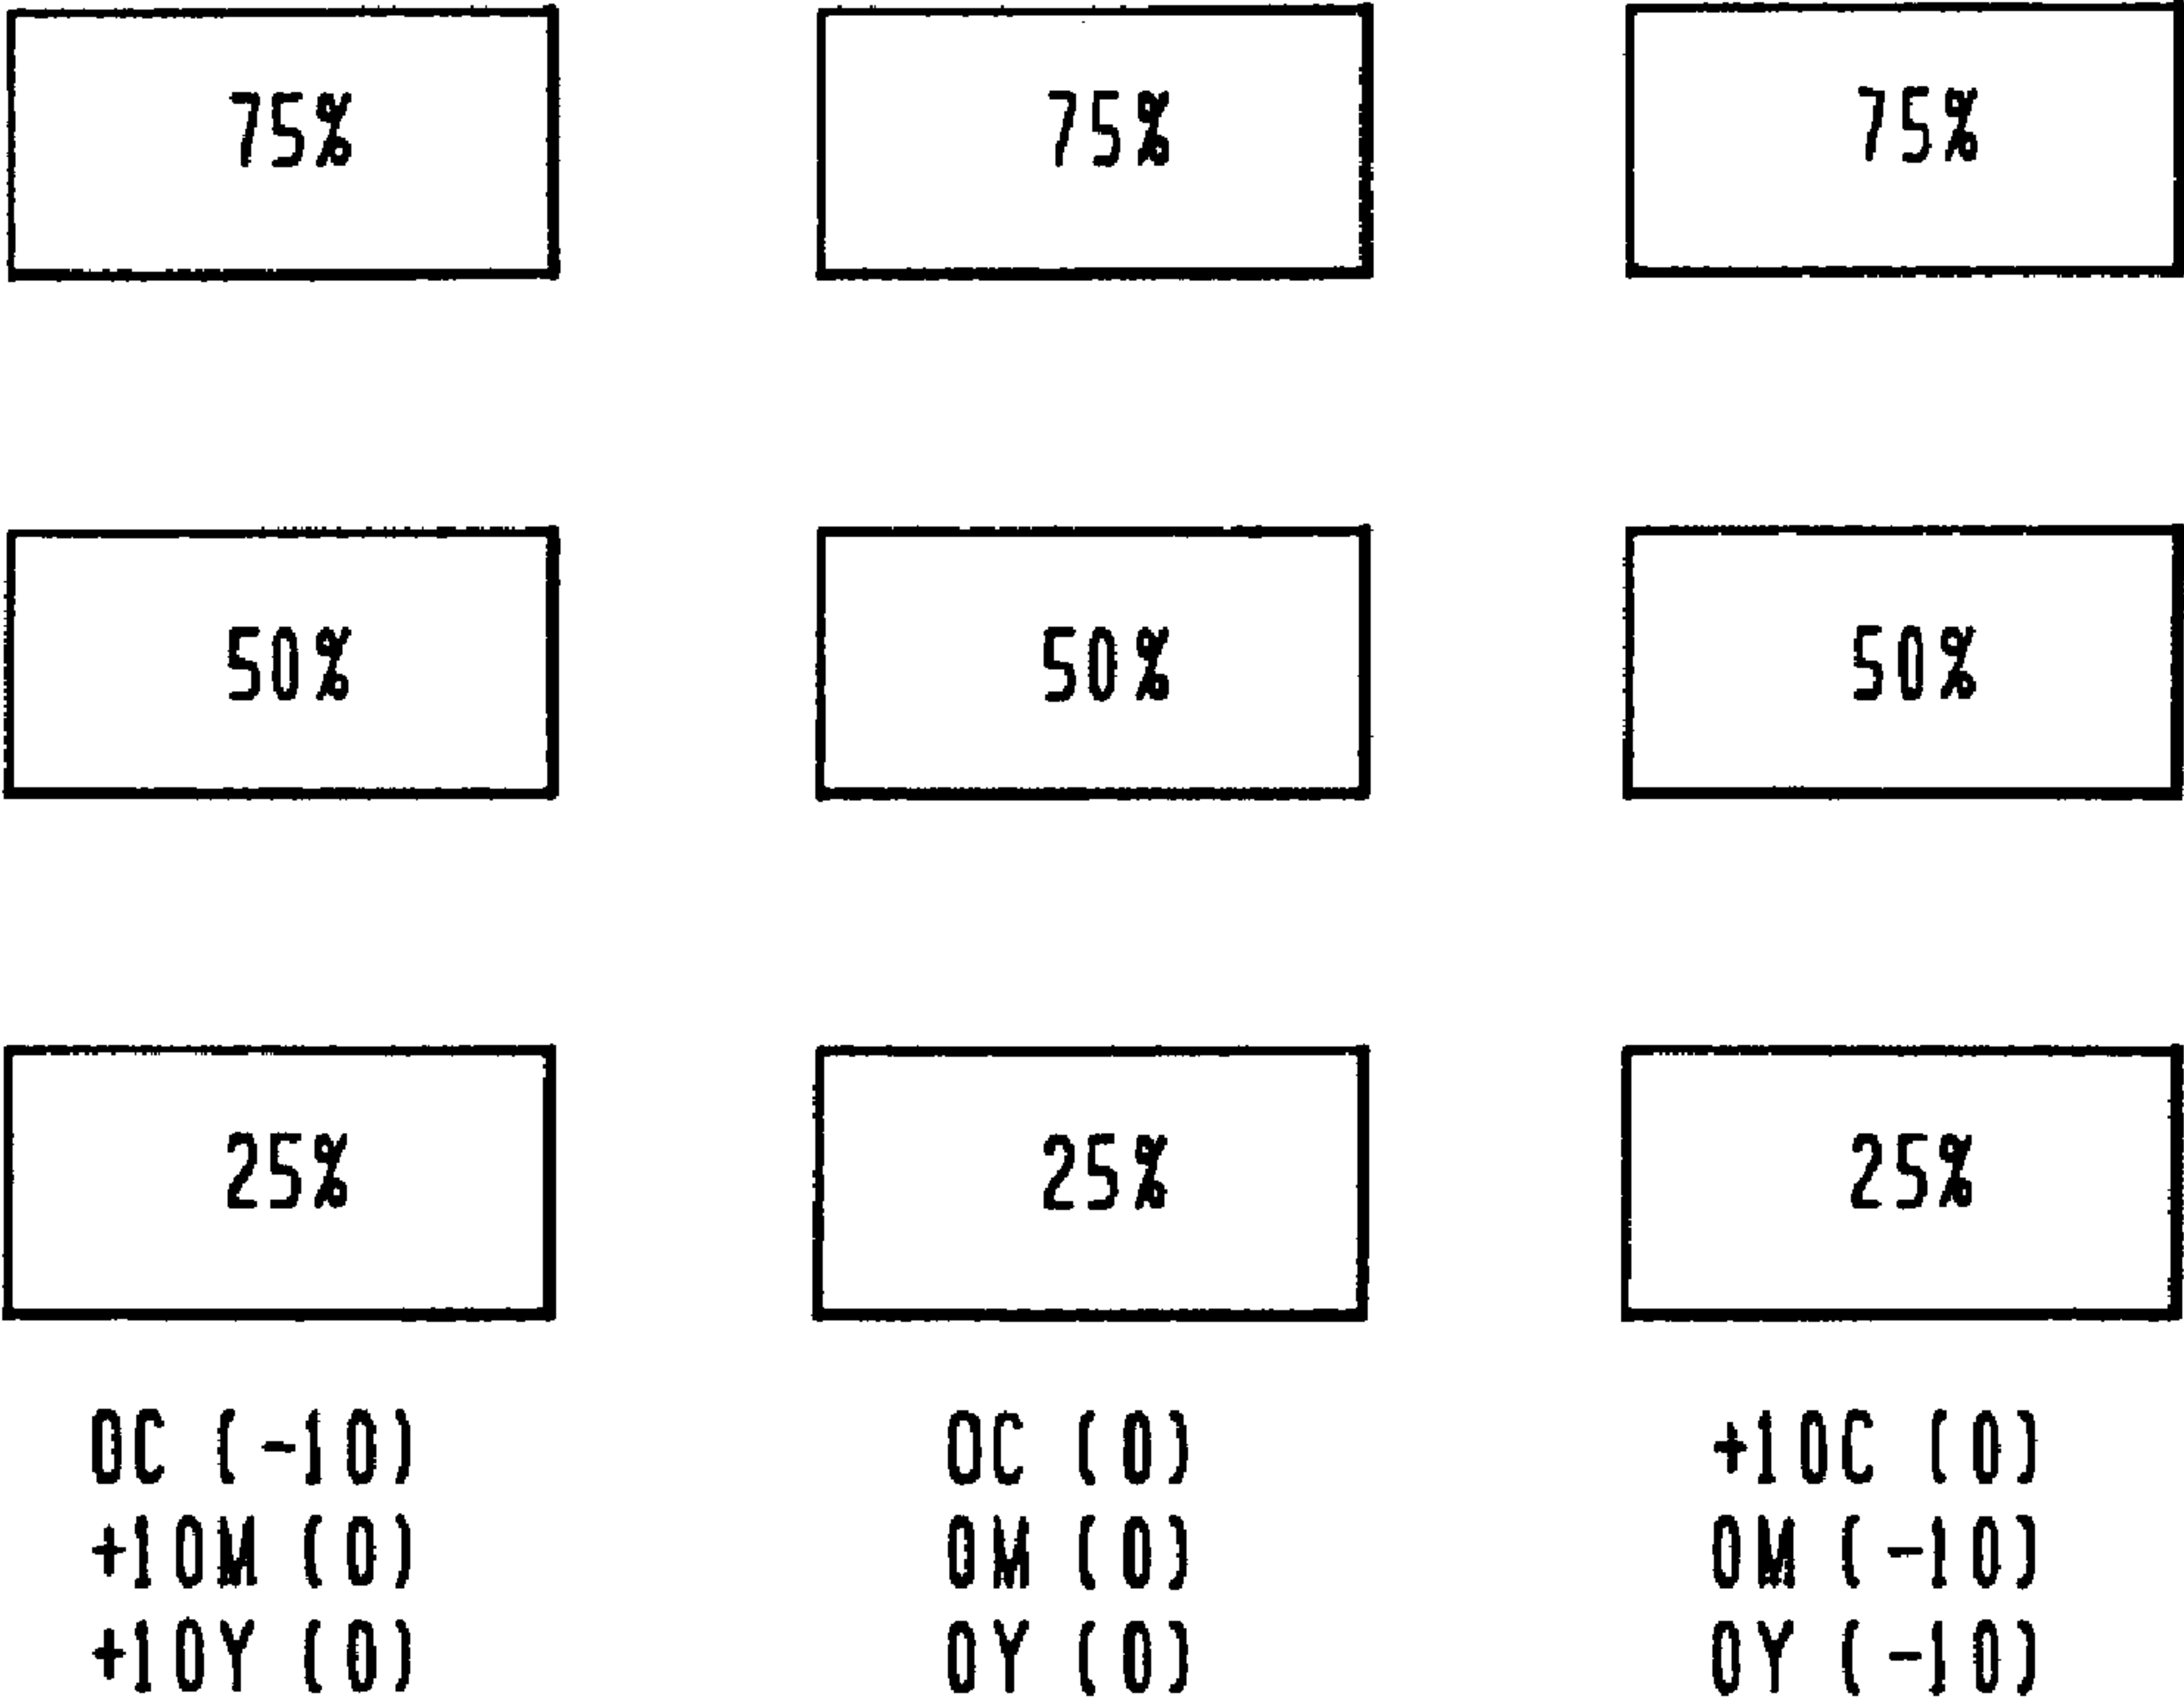 75% 75% 75%
50% 50% 50%
25% 25% 25%
0C (-10) 0C (0) +10C (0)
+10M (0) 0M (0) 0M (-10)
+10Y (0) 0Y (0) 0Y (-10)